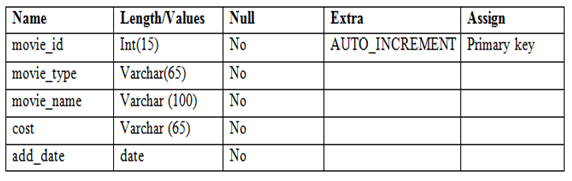 Name Length/Values Null Extra Assign
movie_id Int(15) No AUTO_INCREMENT Primary key
movie_type Varchar(65) No
movie_name Varchar (100) No
cost Varchar (65) No
add_date date No